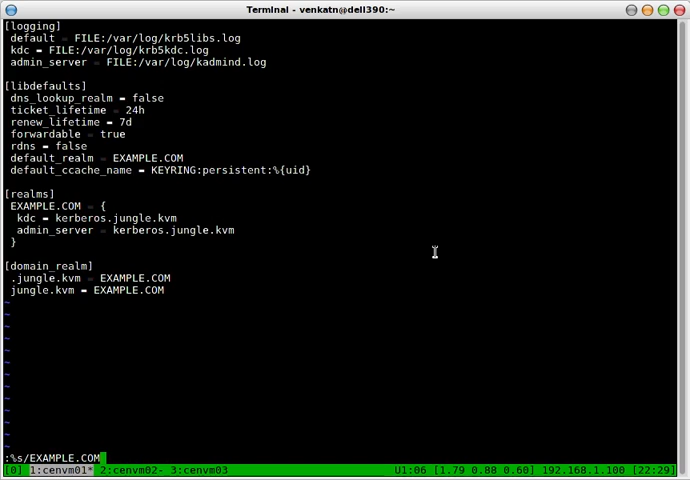 Terminal - venkatn@dell390:~
[logging]
default = FILE:/var/log/krb5libs.log
kdc = FILE:/var/log/krb5kdc.log
admin_server = FILE:/var/log/kadmind.log
[libdefaults]
dns_lookup_realm = false
ticket_lifetime = 24h
renew_lifetime = 7d
forwardable = true
rdns = false
default_realm = EXAMPLE.COM
default_ccache_name = KEYRING:persistent:%{uid}
[realms]
EXAMPLE.COM = {
kdc = kerberos.jungle.kvm
admin_server = kerberos.jungle.kvm
}
[domain_realm]
.jungle.kvm = EXAMPLE.COM
jungle.kvm = EXAMPLE.COM
~
~
~
~
~
~
~
~
~
~
~
~
~
:%s/EXAMPLE.COM
[0] 1:cenvm01* 2:cenvm02- 3:cenvm03 U1:06 [1.79 0.88 0.60] 192.168.1.100 [22:29]